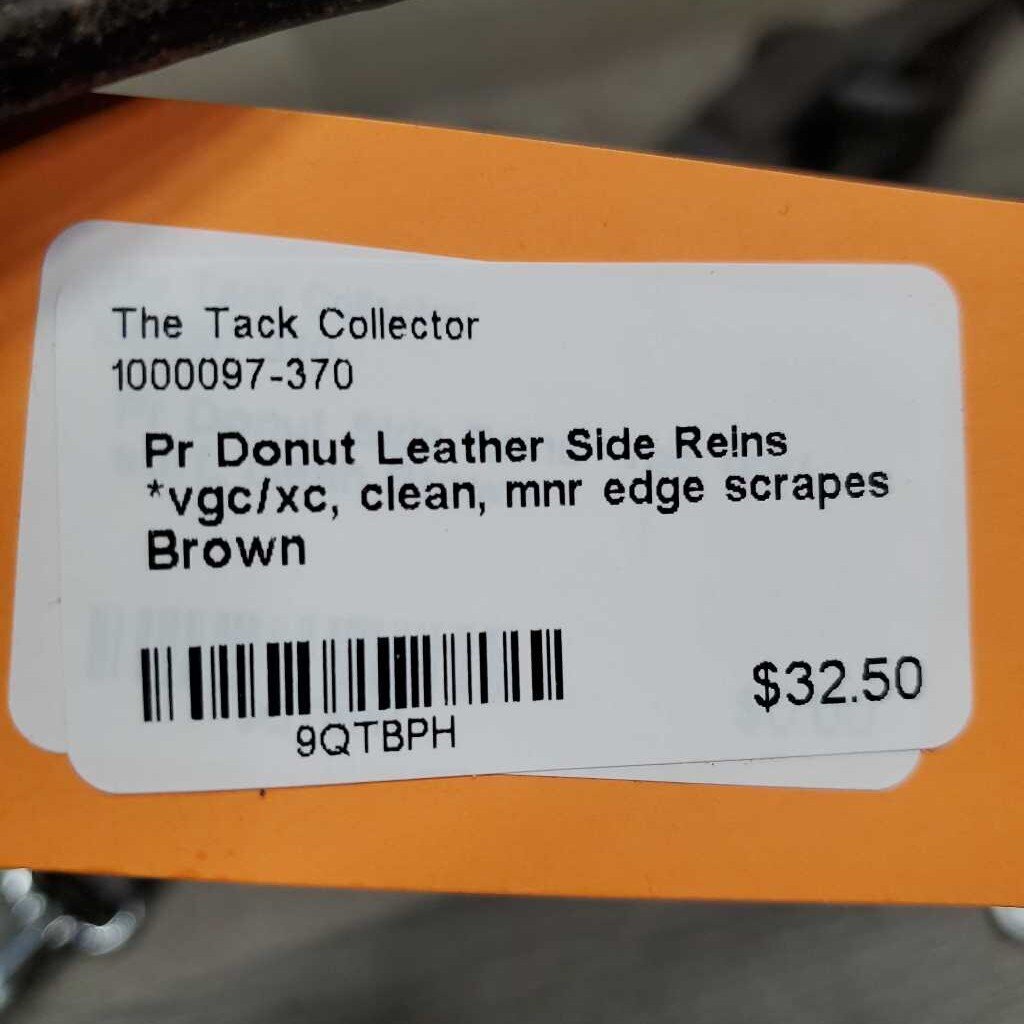 The Tack Collector
1000097-370
Pr Donut Leather Side Reins
*vgc/xc, clean, mnr edge scrapes
Brown
9QTBPH
$32.50